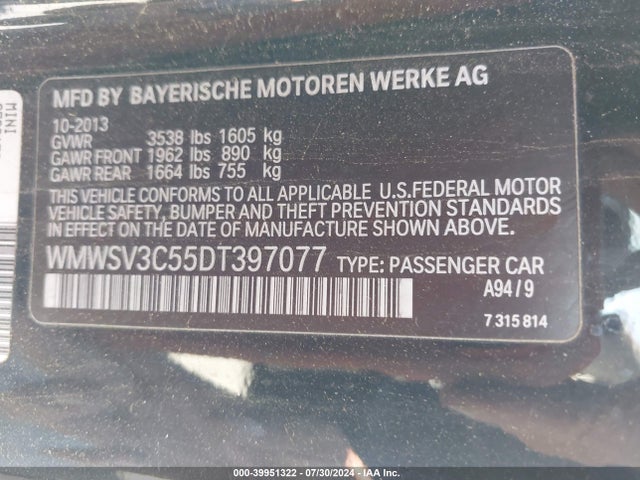 MFD BY BAYERISCHE MOTOREN WERKE AG
10-2013
GVWR 3538 lbs 1605 kg
GAWR FRONT 1962 lbs 890 kg
GAWR REAR 1664 lbs 755 kg
THIS VEHICLE CONFORMS TO ALL APPLICABLE U.S.FEDERAL MOTOR
VEHICLE SAFETY, BUMPER AND THEFT PREVENTION STANDARDS
IN EFFECT ON THE DATE OF MANUFACTURE SHOWN ABOVE.
WMWSV3C55DT397077 TYPE: PASSENGER CAR
A94/9
7 315 814
MINI
000-39951322 / 07/30/2024 / IAA Inc.